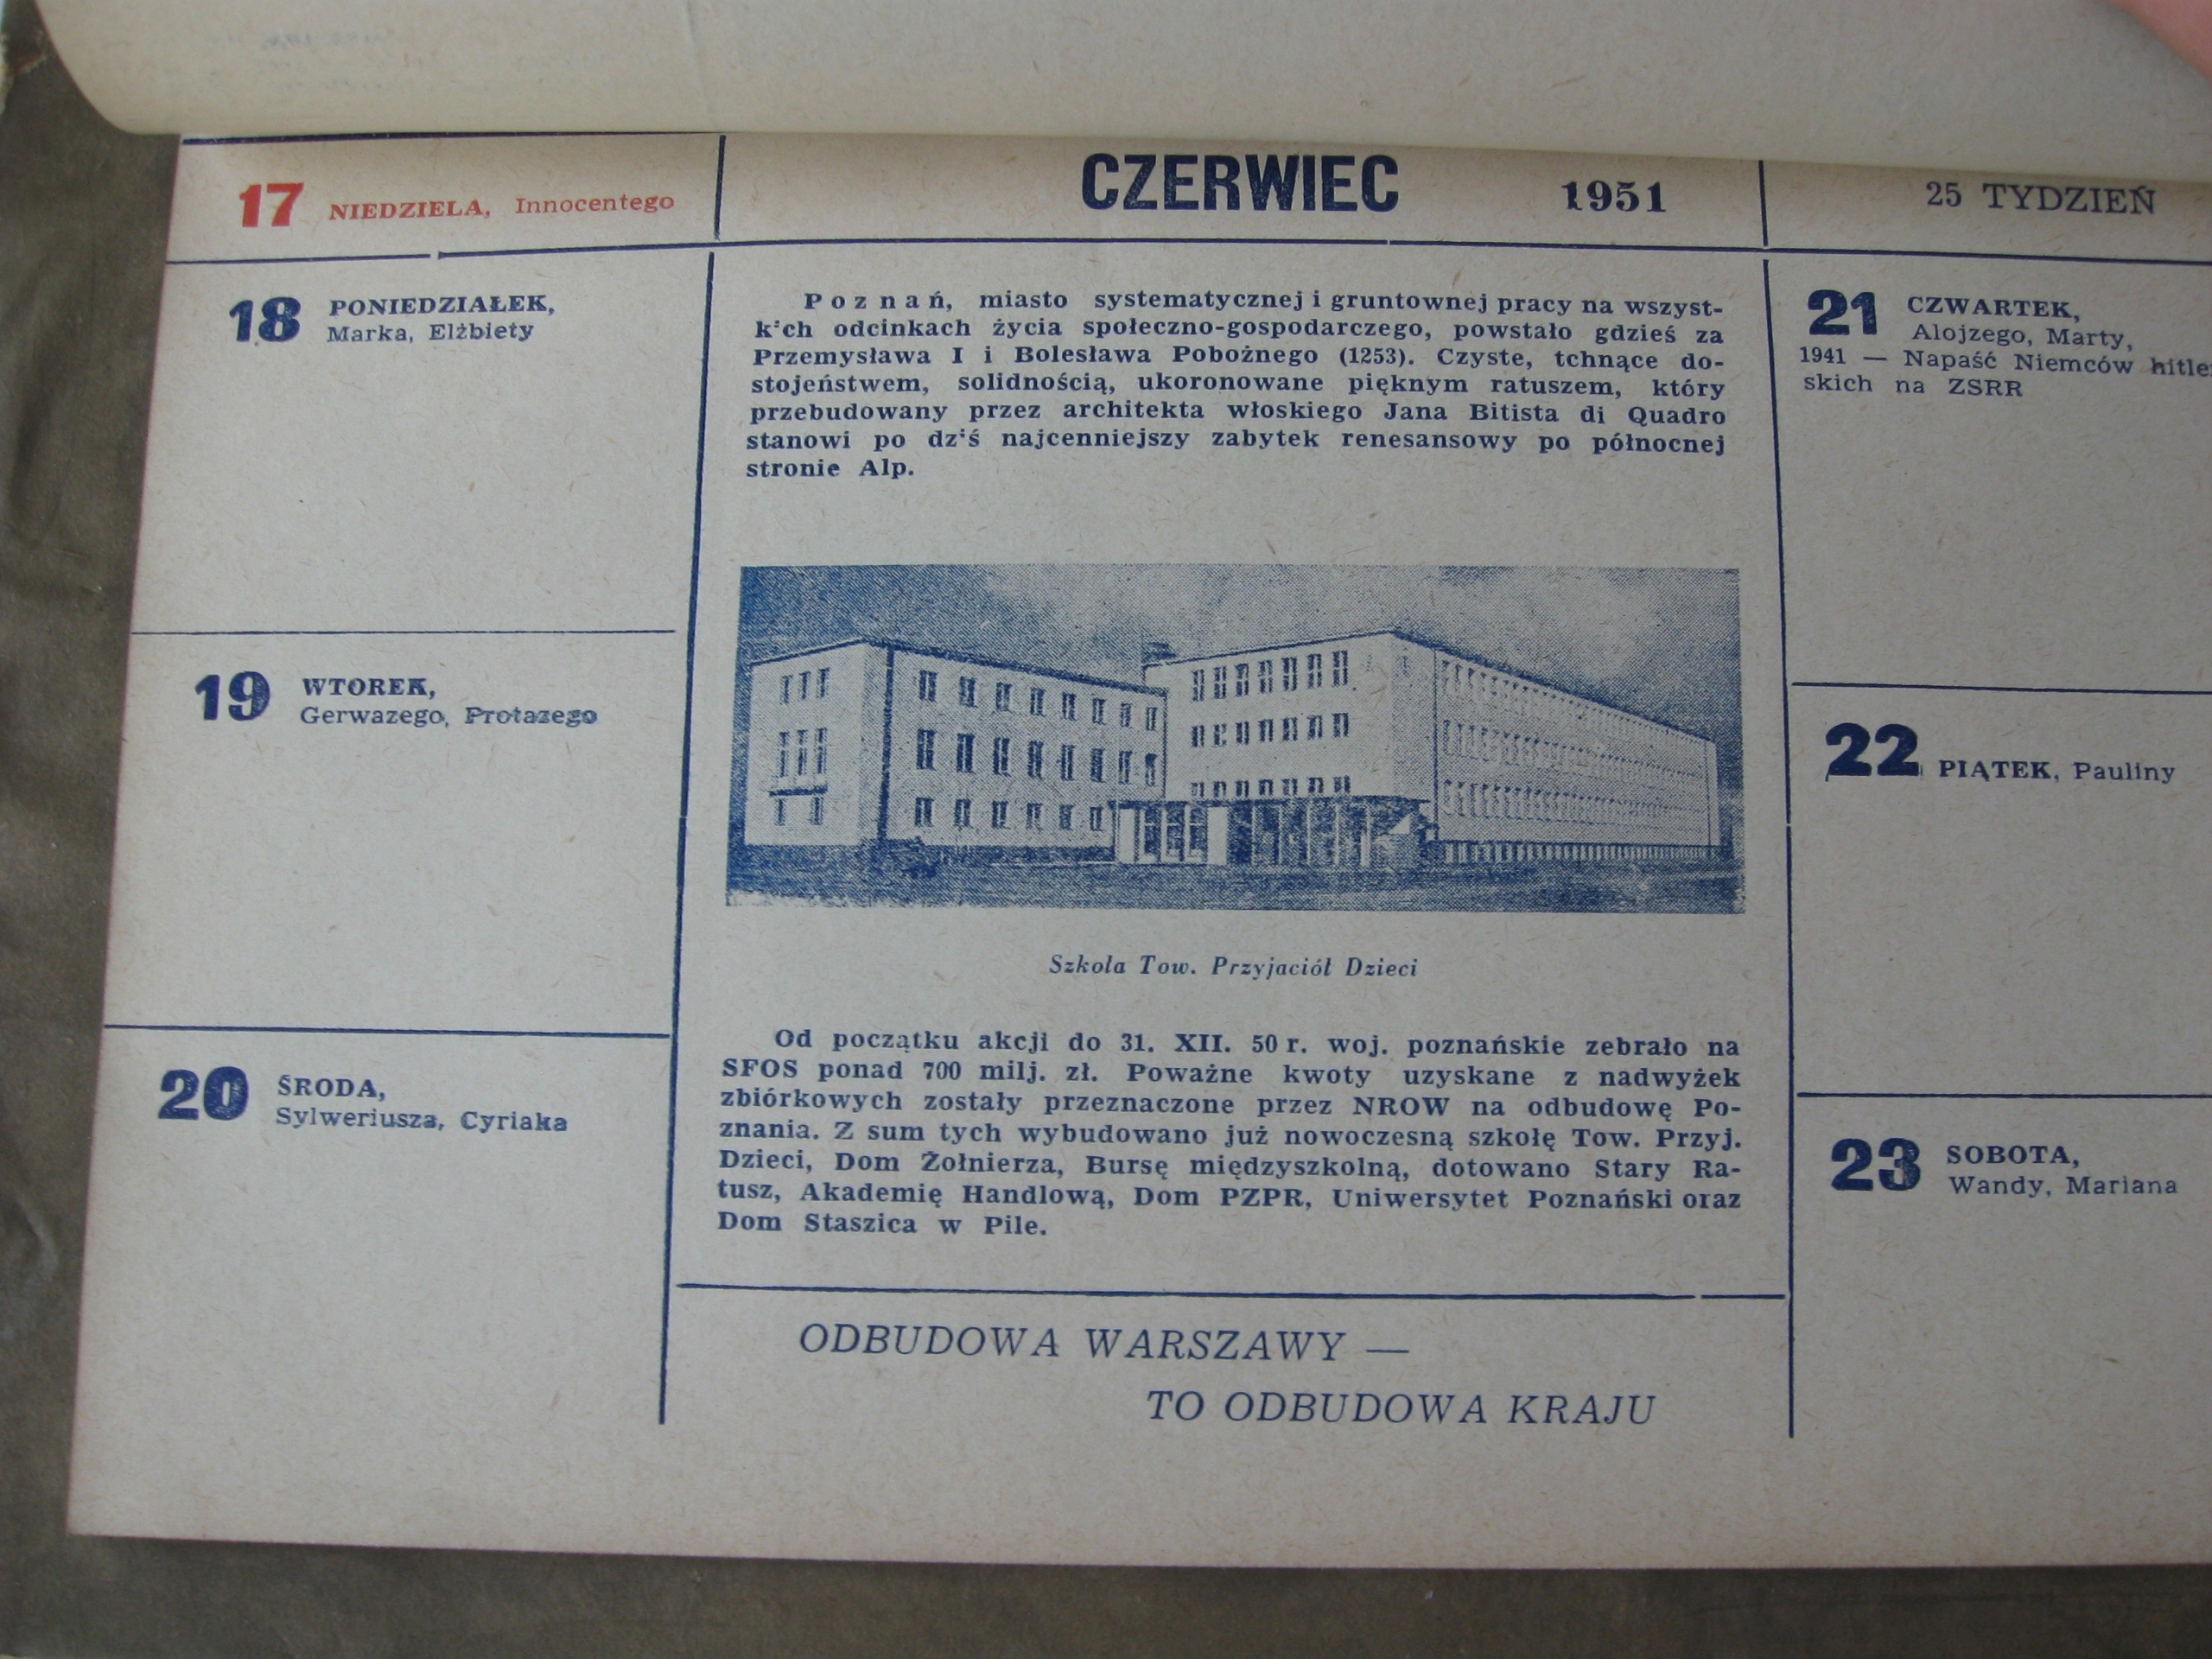 17 NIEDZIELA, Innocentego
CZERWIEC 1951
25 TYDZIEŃ
18 PONIEDZIAŁEK,
Marka, Elżbiety
19 WTOREK,
Gerwazego, Protazego
20 ŚRODA,
Sylweriusza, Cyriaka
Poznań, miasto systematycznej i gruntownej pracy na wszyst-
kich odcinkach życia społeczno-gospodarczego, powstało gdzieś za
Przemysława I i Bolesława Pobożnego (1253). Czyste, tchnące do-
stojeństwem, solidnością, ukoronowane pięknym ratuszem, który
przebudowany przez architekta włoskiego Jana Bitista di Quadro
stanowi po dziś najcenniejszy zabytek renesansowy po północnej
stronie Alp.
Szkola Tow. Przyjaciół Dzieci
Od początku akcji do 31. XII. 50 r. woj. poznańskie zebrało na
SFOS ponad 700 milj. zł. Poważne kwoty uzyskane z nadwyżek
zbiórkowych zostały przeznaczone przez NROW na odbudowę Po-
znania. Z sum tych wybudowano już nowoczesną szkołę Tow. Przyj.
Dzieci, Dom Żołnierza, Bursę międzyszkolną, dotowano Stary Ra-
tusz, Akademię Handlową, Dom PZPR, Uniwersytet Poznański oraz
Dom Staszica w Pile.
ODBUDOWA WARSZAWY —
TO ODBUDOWA KRAJU
21 CZWARTEK,
Alojzego, Marty,
1941 — Napaść Niemców hitle
skich na ZSRR
22 PIĄTEK, Pauliny
23 SOBOTA,
Wandy, Mariana